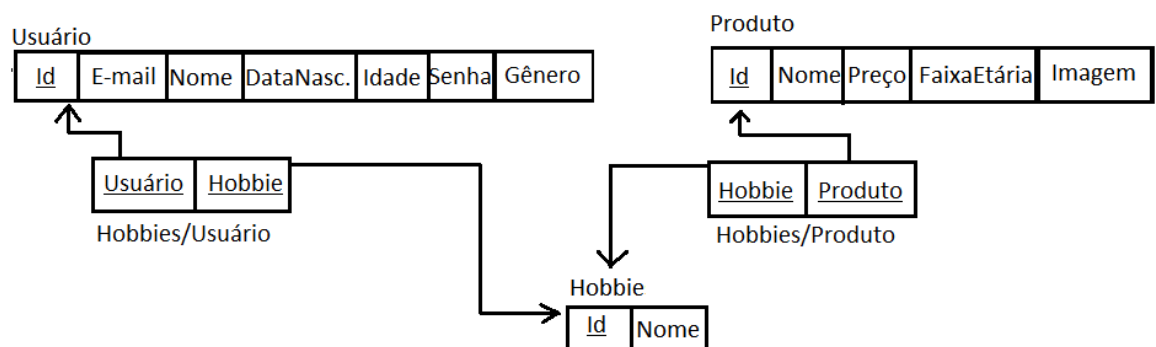 Usuário
Id E-mail Nome DataNasc. Idade Senha Gênero
Produto
Id Nome Preço FaixaEtária Imagem
Usuário Hobbie
Hobbies/Usuário
Hobbie Produto
Hobbies/Produto
Hobbie
Id Nome